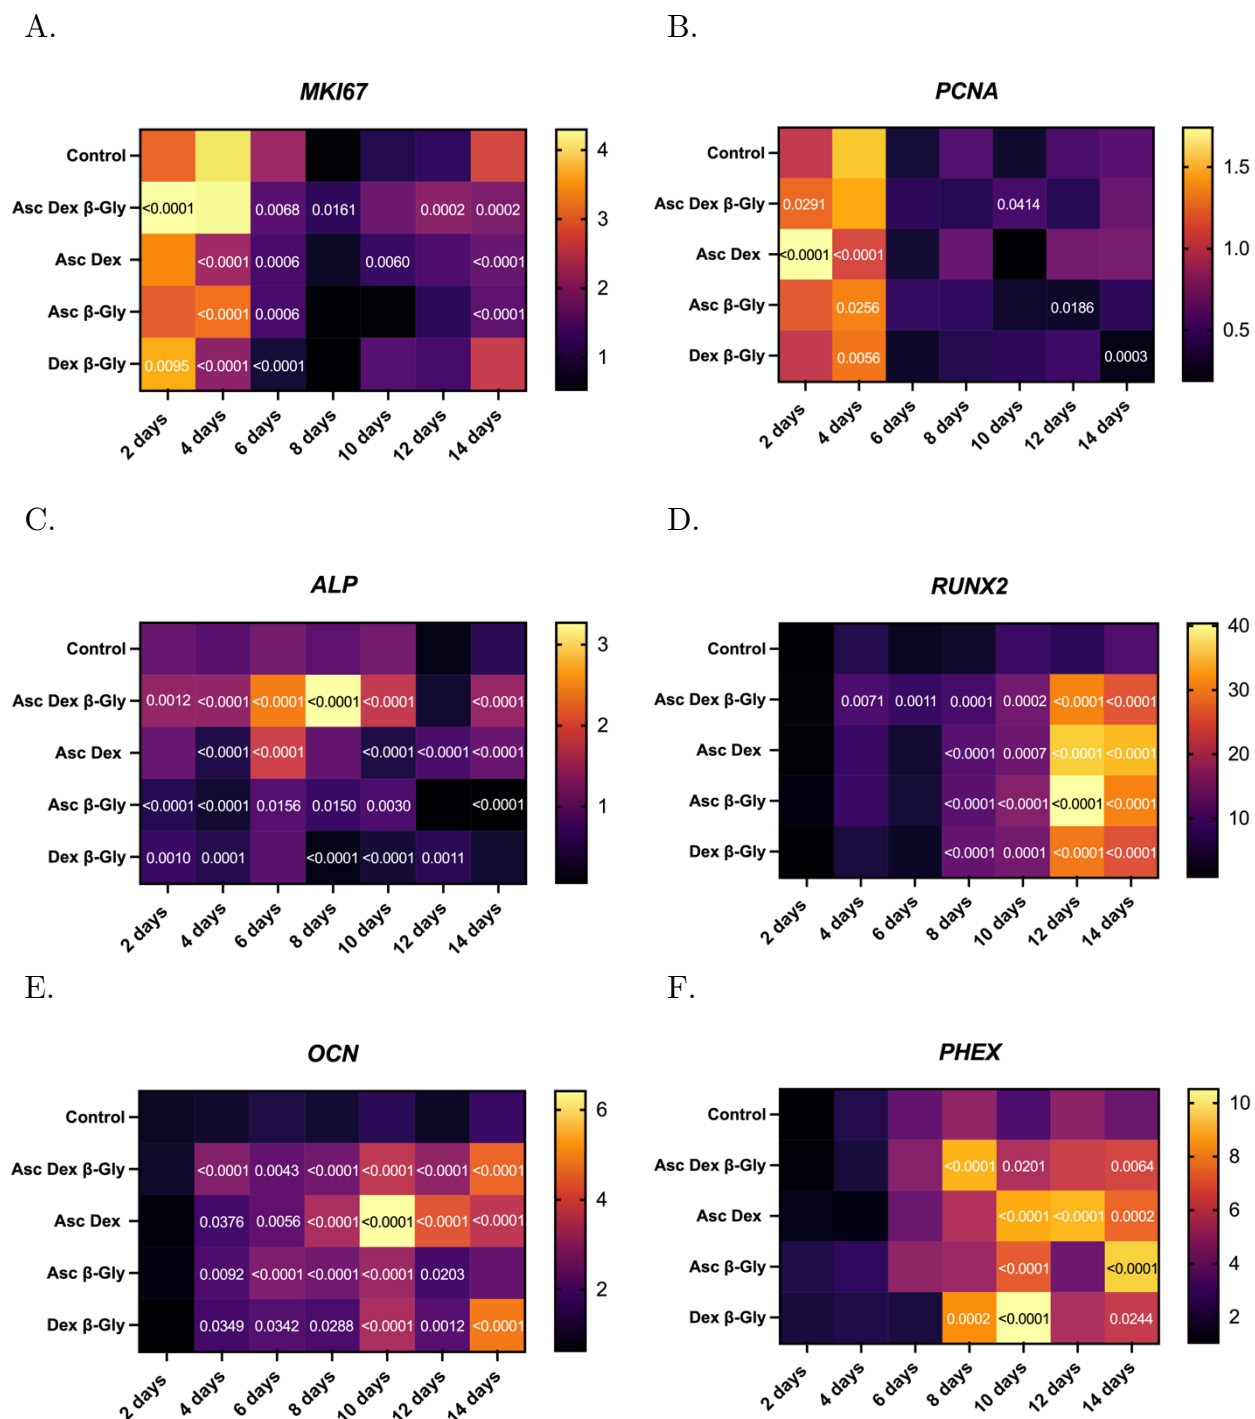 A.
MKI67
Control
Asc Dex β-Gly
<0.0001 0.0068 0.0161 0.0002 0.0002
Asc Dex
<0.0001 0.0006 0.0060 <0.0001
Asc β-Gly
<0.0001 0.0006 <0.0001
Dex β-Gly
0.0095 <0.0001 <0.0001
2 days 4 days 6 days 8 days 10 days 12 days 14 days
4
3
2
1
B.
PCNA
Control
Asc Dex β-Gly
0.0291 0.0414
Asc Dex
<0.0001 <0.0001
Asc β-Gly
0.0256 0.0186
Dex β-Gly
0.0056 0.0003
2 days 4 days 6 days 8 days 10 days 12 days 14 days
1.5
1.0
0.5
C.
ALP
Control
Asc Dex β-Gly
0.0012 <0.0001 <0.0001 <0.0001 <0.0001 <0.0001
Asc Dex
<0.0001 <0.0001 <0.0001 <0.0001 <0.0001
Asc β-Gly
<0.0001 <0.0001 0.0156 0.0150 0.0030 <0.0001
Dex β-Gly
0.0010 0.0001 <0.0001 <0.0001 0.0011
2 days 4 days 6 days 8 days 10 days 12 days 14 days
3
2
1
D.
RUNX2
Control
Asc Dex β-Gly
0.0071 0.0011 0.0001 0.0002 <0.0001 <0.0001
Asc Dex
<0.0001 0.0007 <0.0001 <0.0001
Asc β-Gly
<0.0001 <0.0001 <0.0001 <0.0001
Dex β-Gly
<0.0001 0.0001 <0.0001 <0.0001
2 days 4 days 6 days 8 days 10 days 12 days 14 days
40
30
20
10
E.
OCN
Control
Asc Dex β-Gly
<0.0001 0.0043 <0.0001 <0.0001 <0.0001 <0.0001
Asc Dex
0.0376 0.0056 <0.0001 <0.0001 <0.0001 <0.0001
Asc β-Gly
0.0092 <0.0001 <0.0001 <0.0001 0.0203
Dex β-Gly
0.0349 0.0342 0.0288 <0.0001 0.0012 <0.0001
2 days 4 days 6 days 8 days 10 days 12 days 14 days
6
4
2
F.
PHEX
Control
Asc Dex β-Gly
<0.0001 0.0201 0.0064
Asc Dex
<0.0001 <0.0001 0.0002
Asc β-Gly
<0.0001 <0.0001
Dex β-Gly
0.0002 <0.0001 0.0244
2 days 4 days 6 days 8 days 10 days 12 days 14 days
10
8
6
4
2